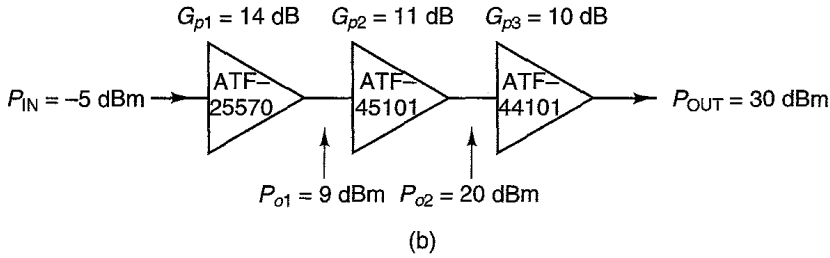 G_p1 = 14 dB G_p2 = 11 dB G_p3 = 10 dB
P_IN = –5 dBm
ATF–
25570
ATF–
45101
ATF–
44101
P_OUT = 30 dBm
P_o1 = 9 dBm P_o2 = 20 dBm
(b)